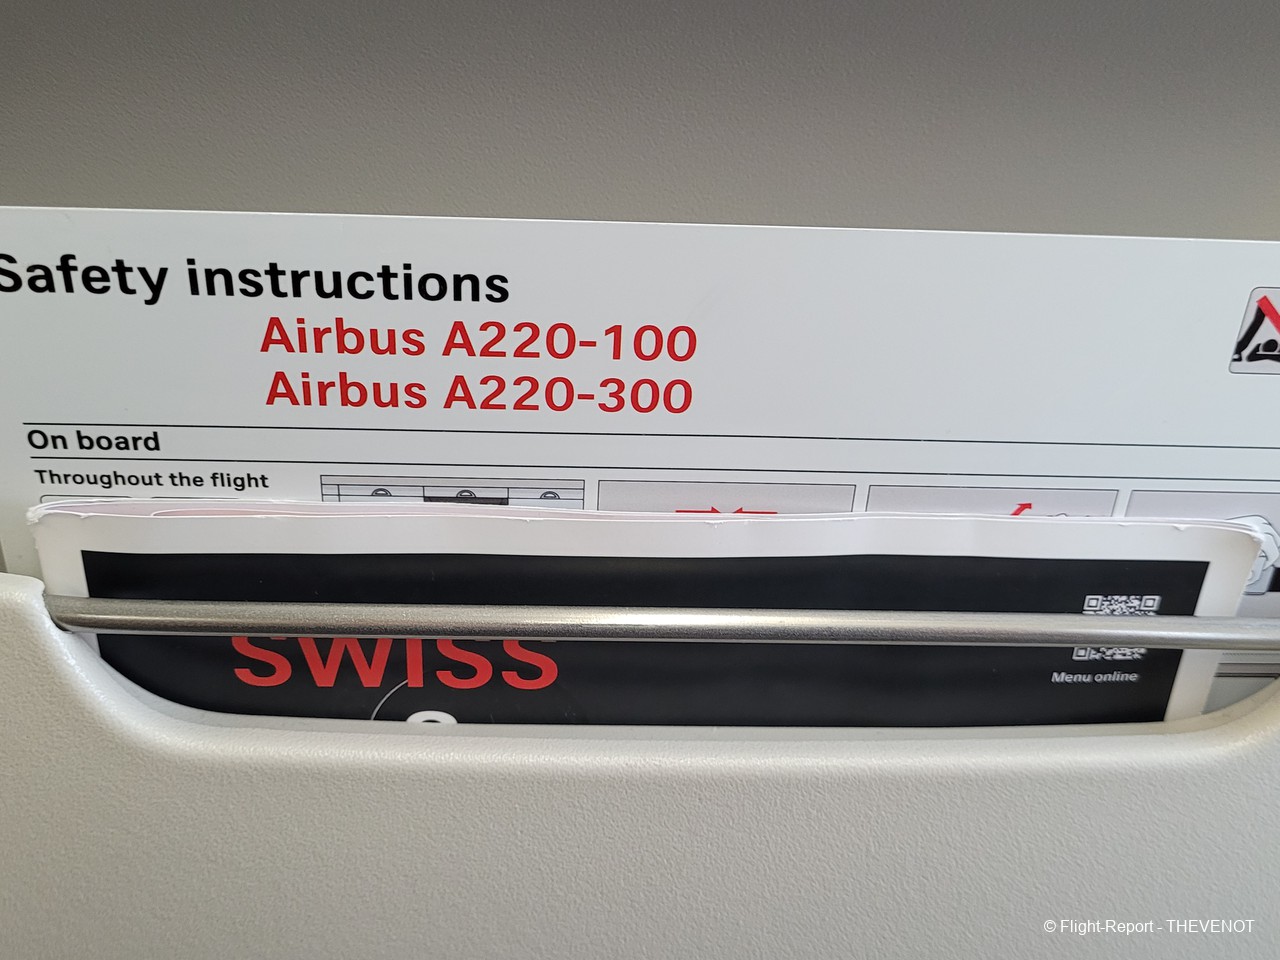 Safety instructions
Airbus A220-100
Airbus A220-300
On board
Throughout the flight
SWISS
Menu online
© Flight-Report - THEVENOT